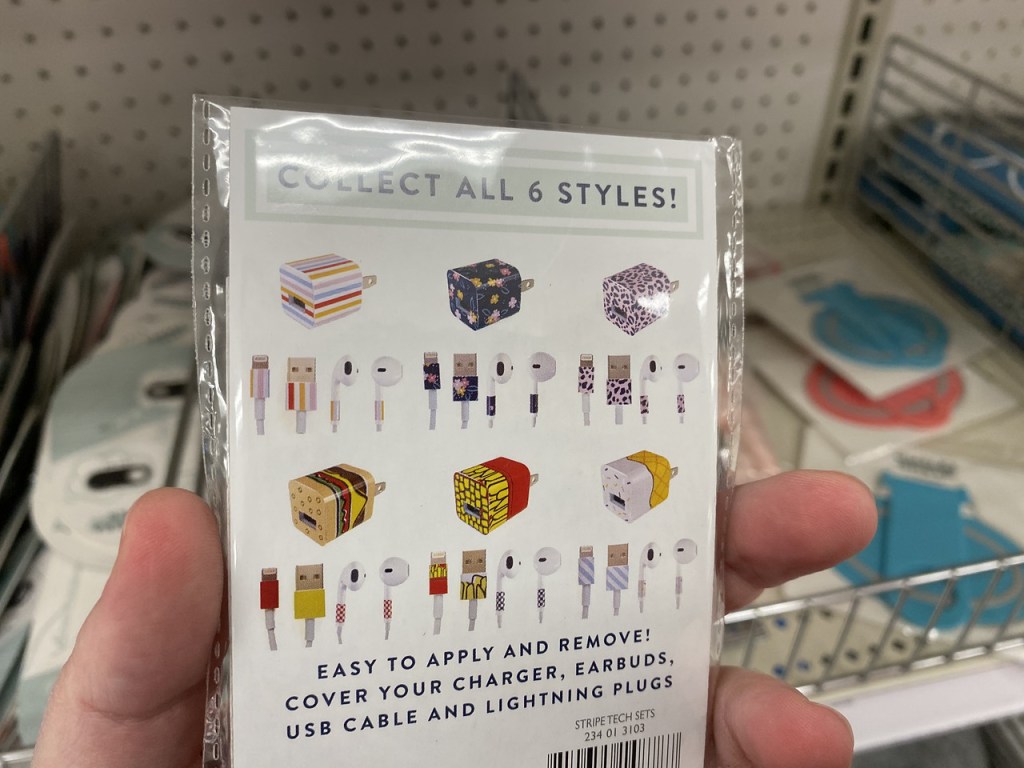 COLLECT ALL 6 STYLES!
EASY TO APPLY AND REMOVE!
COVER YOUR CHARGER, EARBUDS,
USB CABLE AND LIGHTNING PLUGS
STRIPE TECH SETS
234 01 3103